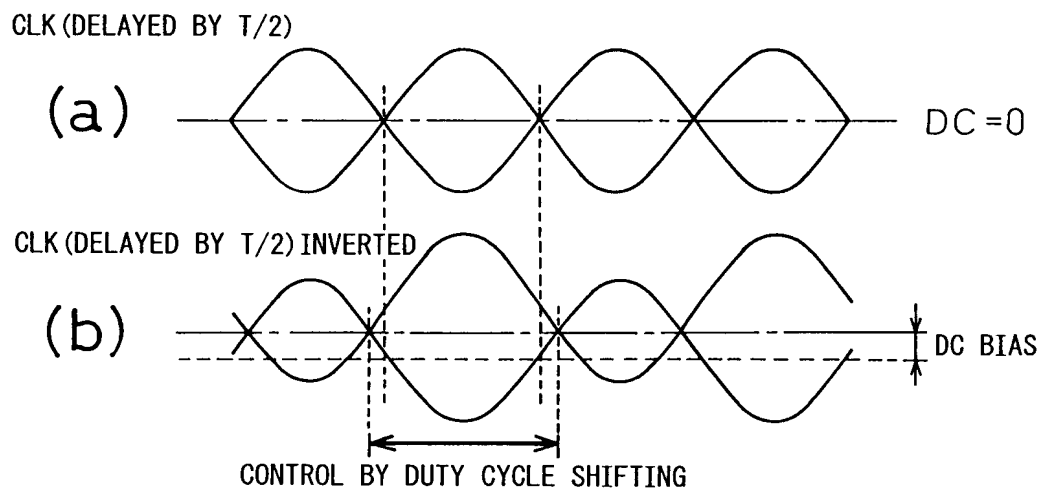 CLK(DELAYED BY T/2)
(a)
DC=0
CLK(DELAYED BY T/2)INVERTED
(b)
DC BIAS
CONTROL BY DUTY CYCLE SHIFTING